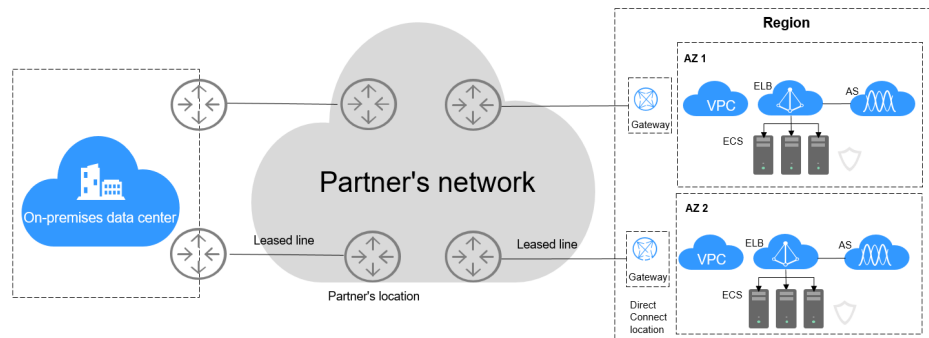 Region
AZ 1
ELB
AS
VPC
Gateway
ECS
Partner's network
On-premises data center
AZ 2
Leased line
Leased line
ELB
AS
VPC
Gateway
ECS
Partner's location
Direct
Connect
location